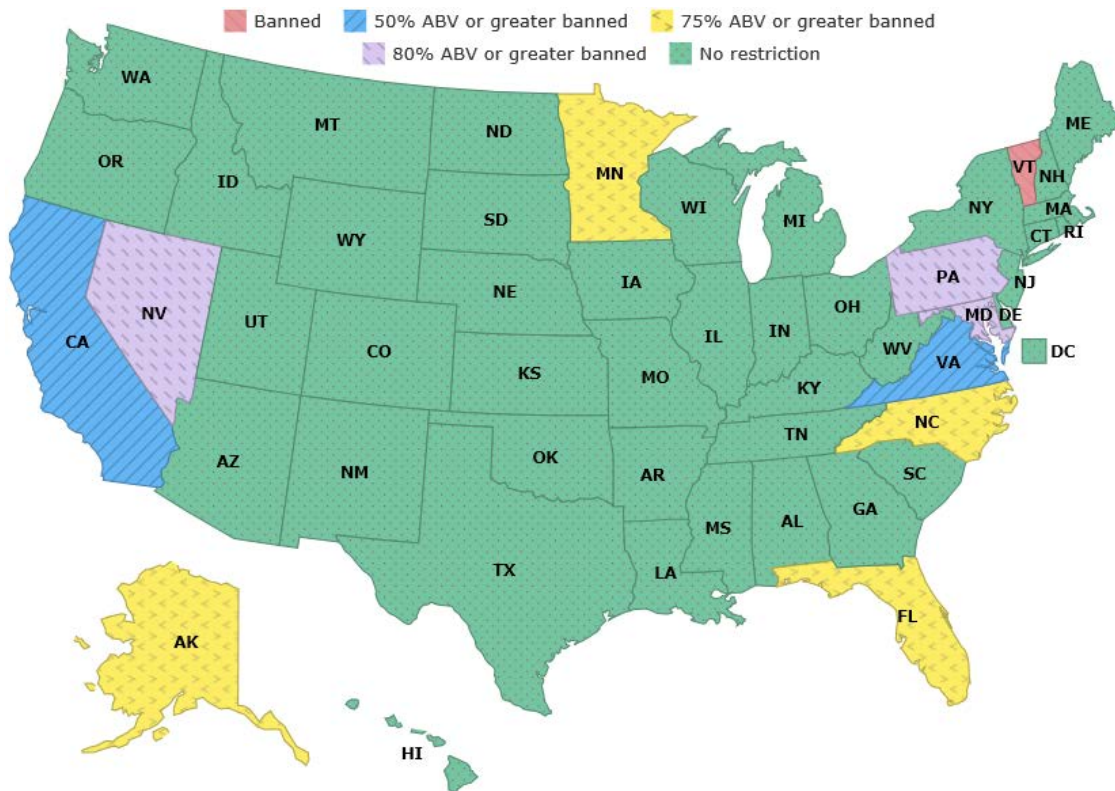 Banned 50% ABV or greater banned 75% ABV or greater banned
80% ABV or greater banned No restriction
WA
MT
ND
MN
ME
OR
ID
VT
NH
SD
WI
MI
NY
MA
WY
CT
RI
IA
PA
NE
NJ
NV
OH
MD
DE
UT
IN
IL
CA
CO
WV
VA
DC
KS
MO
KY
NC
TN
OK
AZ
NM
AR
SC
GA
MS
AL
TX
LA
FL
AK
HI